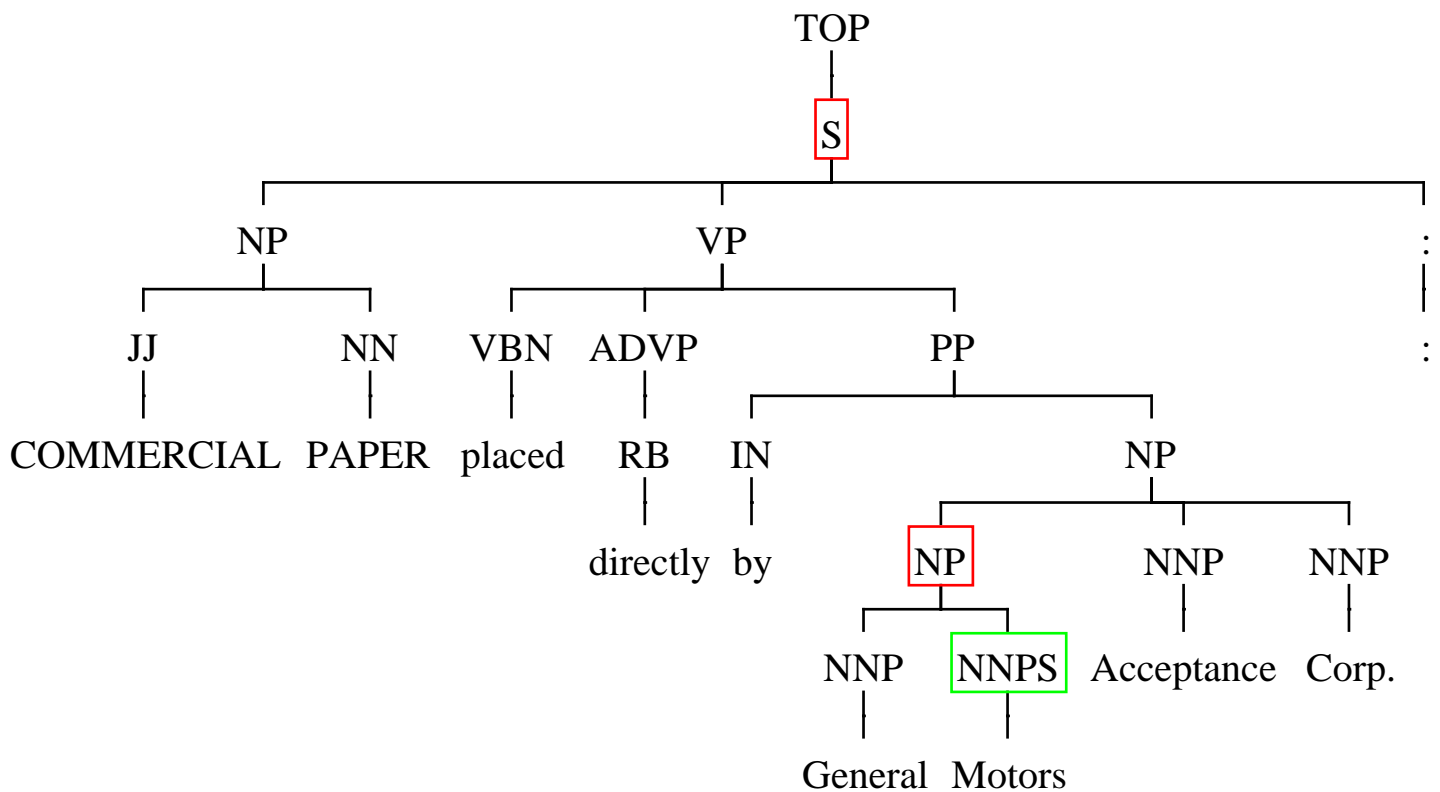 TOP
S
NP VP :
JJ NN VBN ADVP PP :
COMMERCIAL PAPER placed RB IN NP
directly by NP NNP NNP
NNP NNPS Acceptance Corp.
General Motors